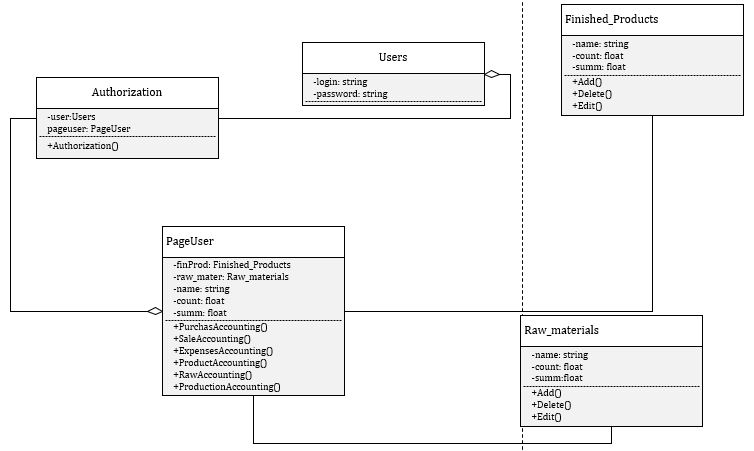 Finished_Products
-name: string
-count: float
-summ: float
+Add()
+Delete()
+Edit()
Users
-login: string
-password: string
Authorization
-user:Users
pageuser: PageUser
+Authorization()
PageUser
-finProd: Finished_Products
-raw_mater: Raw_materials
-name: string
-count: float
-summ: float
+PurchasAccounting()
+SaleAccounting()
+ExpensesAccounting()
+ProductAccounting()
+RawAccounting()
+ProductionAccounting()
Raw_materials
-name: string
-count: float
-summ:float
+Add()
+Delete()
+Edit()